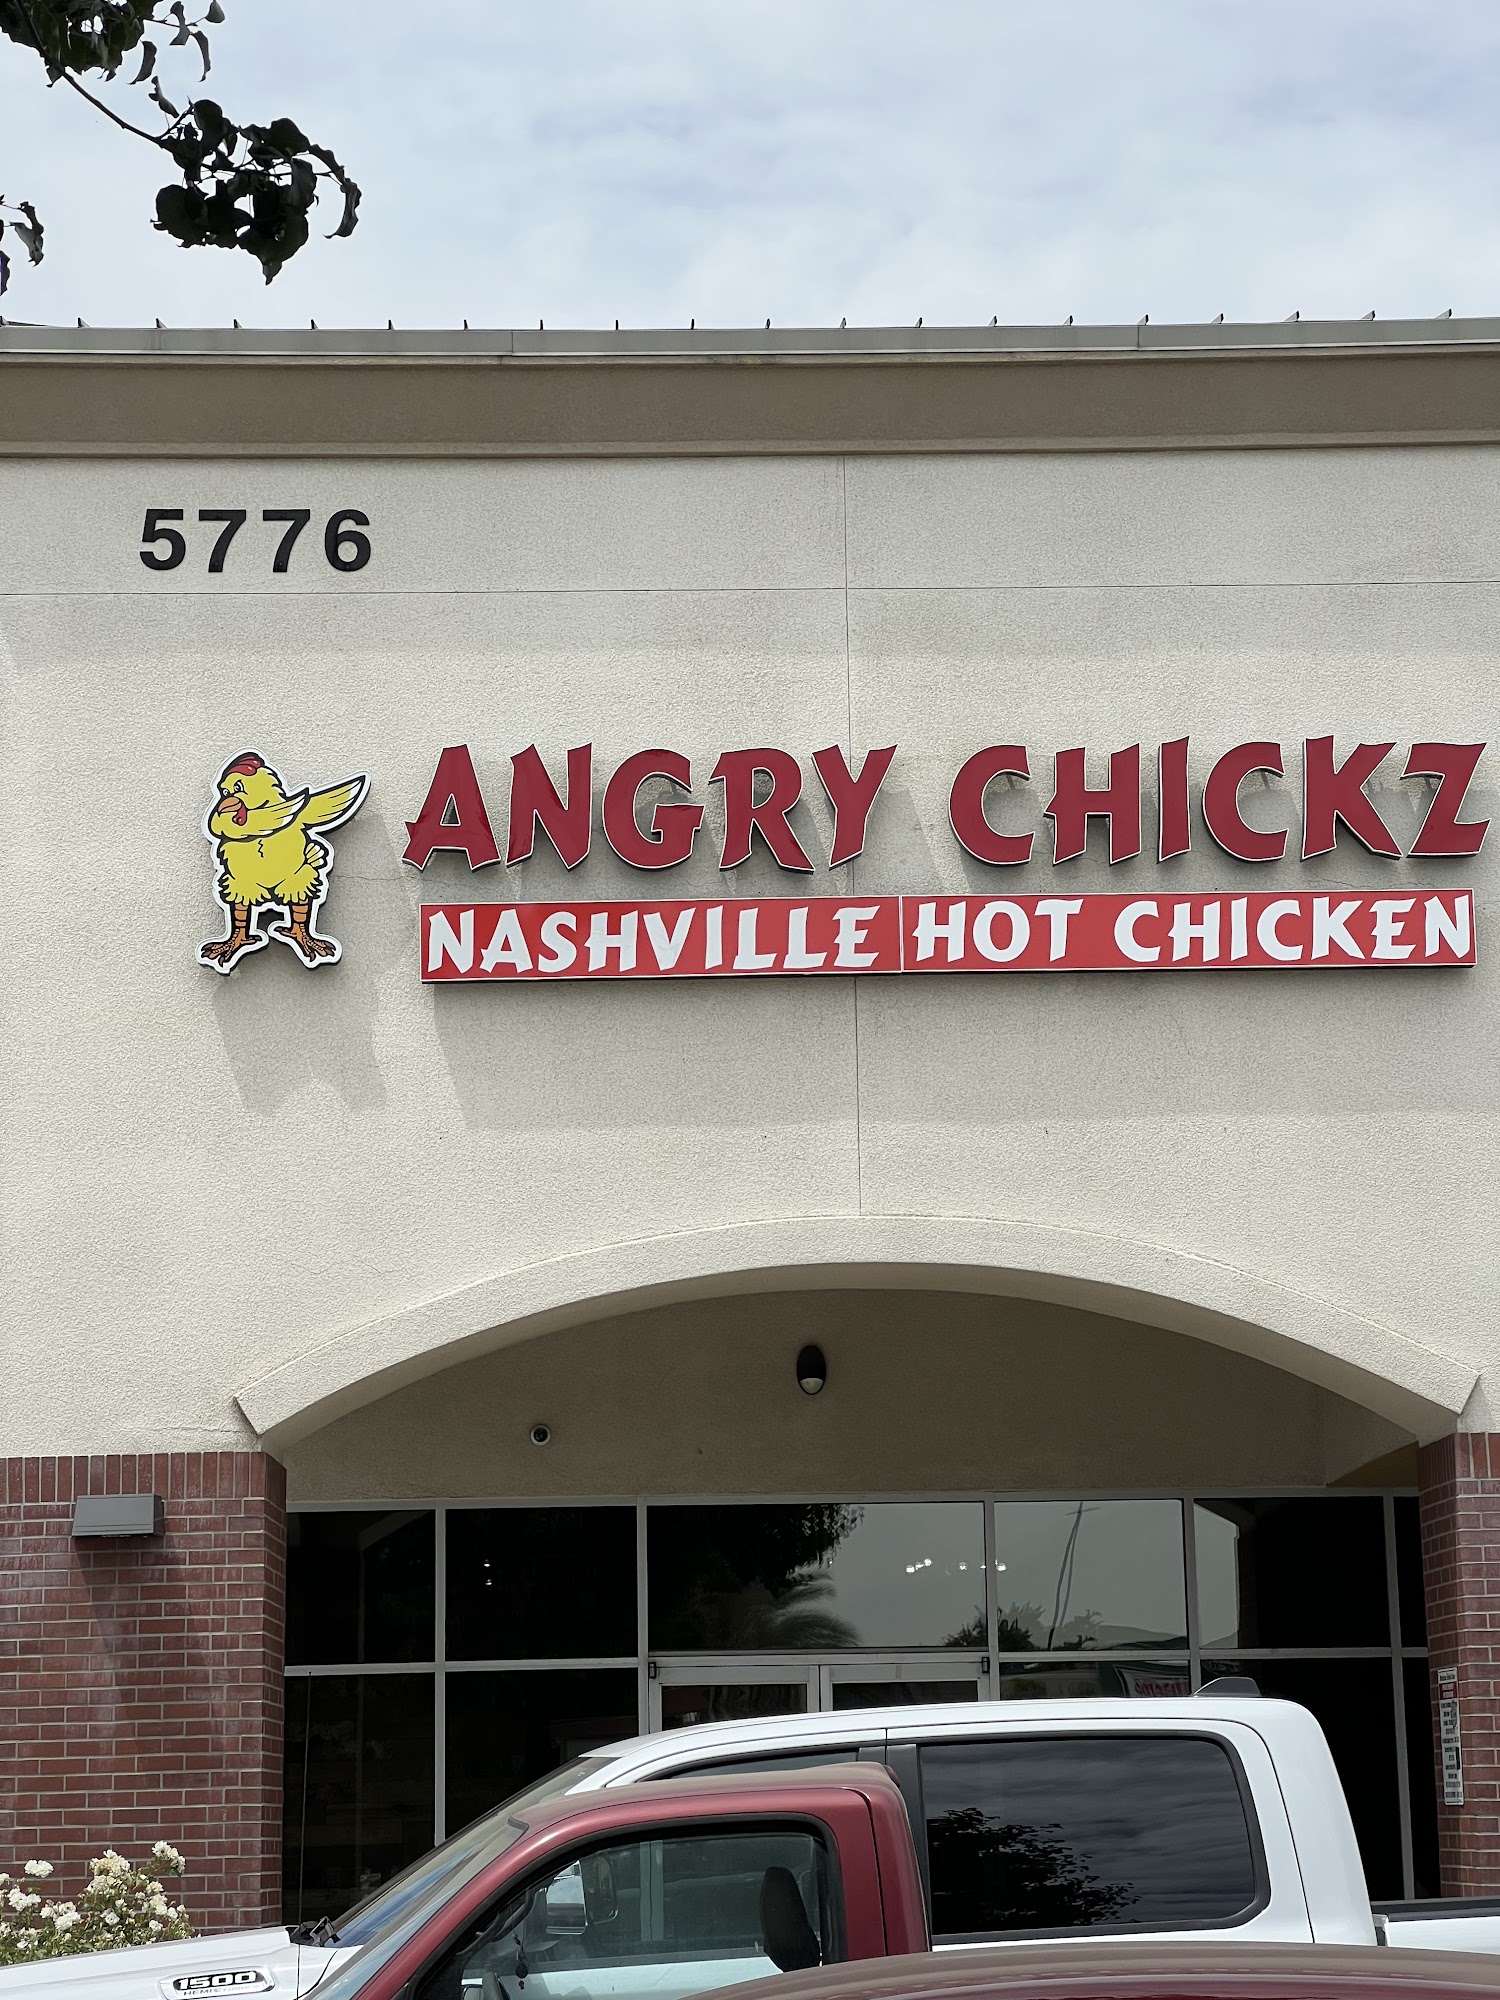 5776
ANGRY CHICKZ
NASHVILLE HOT CHICKEN
1500